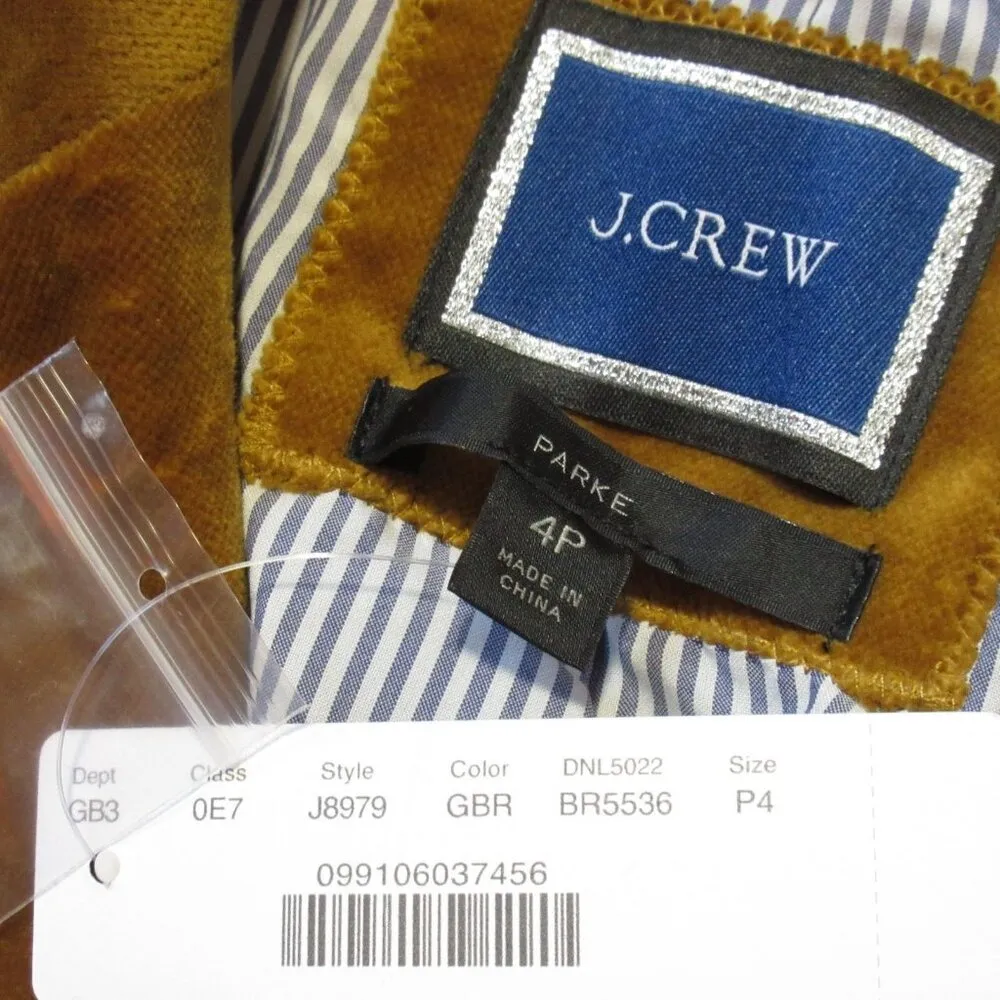 J.CREW
PARKE
4P
MADE IN
CHINA
Dept Class Style Color DNL5022 Size
GB3 0E7 J8979 GBR BR5536 P4
099106037456